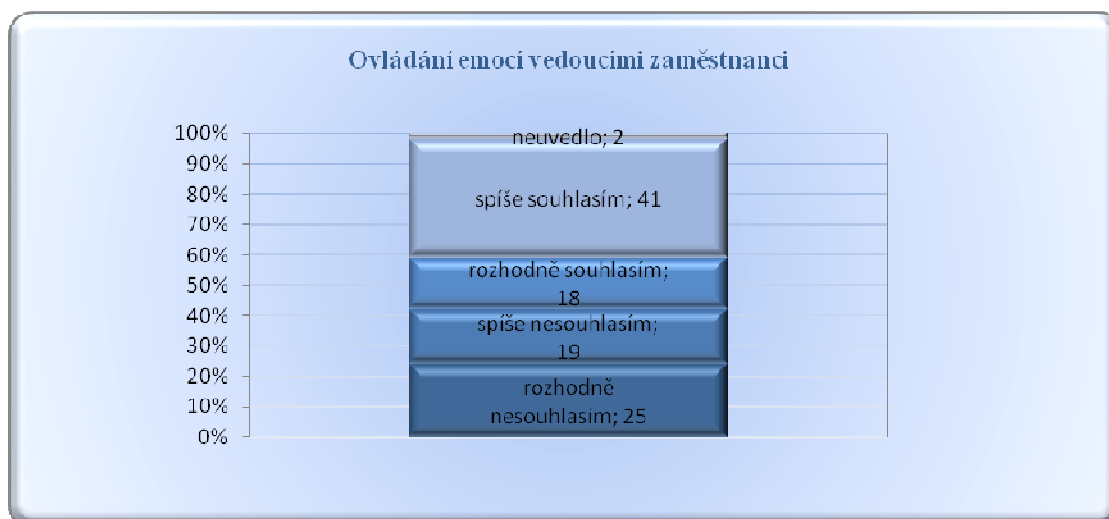 Ovládání emocí vedoucími zaměstnanci
100%
90%
80%
70%
60%
50%
40%
30%
20%
10%
0%
neuvedlo; 2
spíše souhlasím; 41
rozhodně souhlasím;
18
spíše nesouhlasím;
19
rozhodně
nesouhlasím; 25